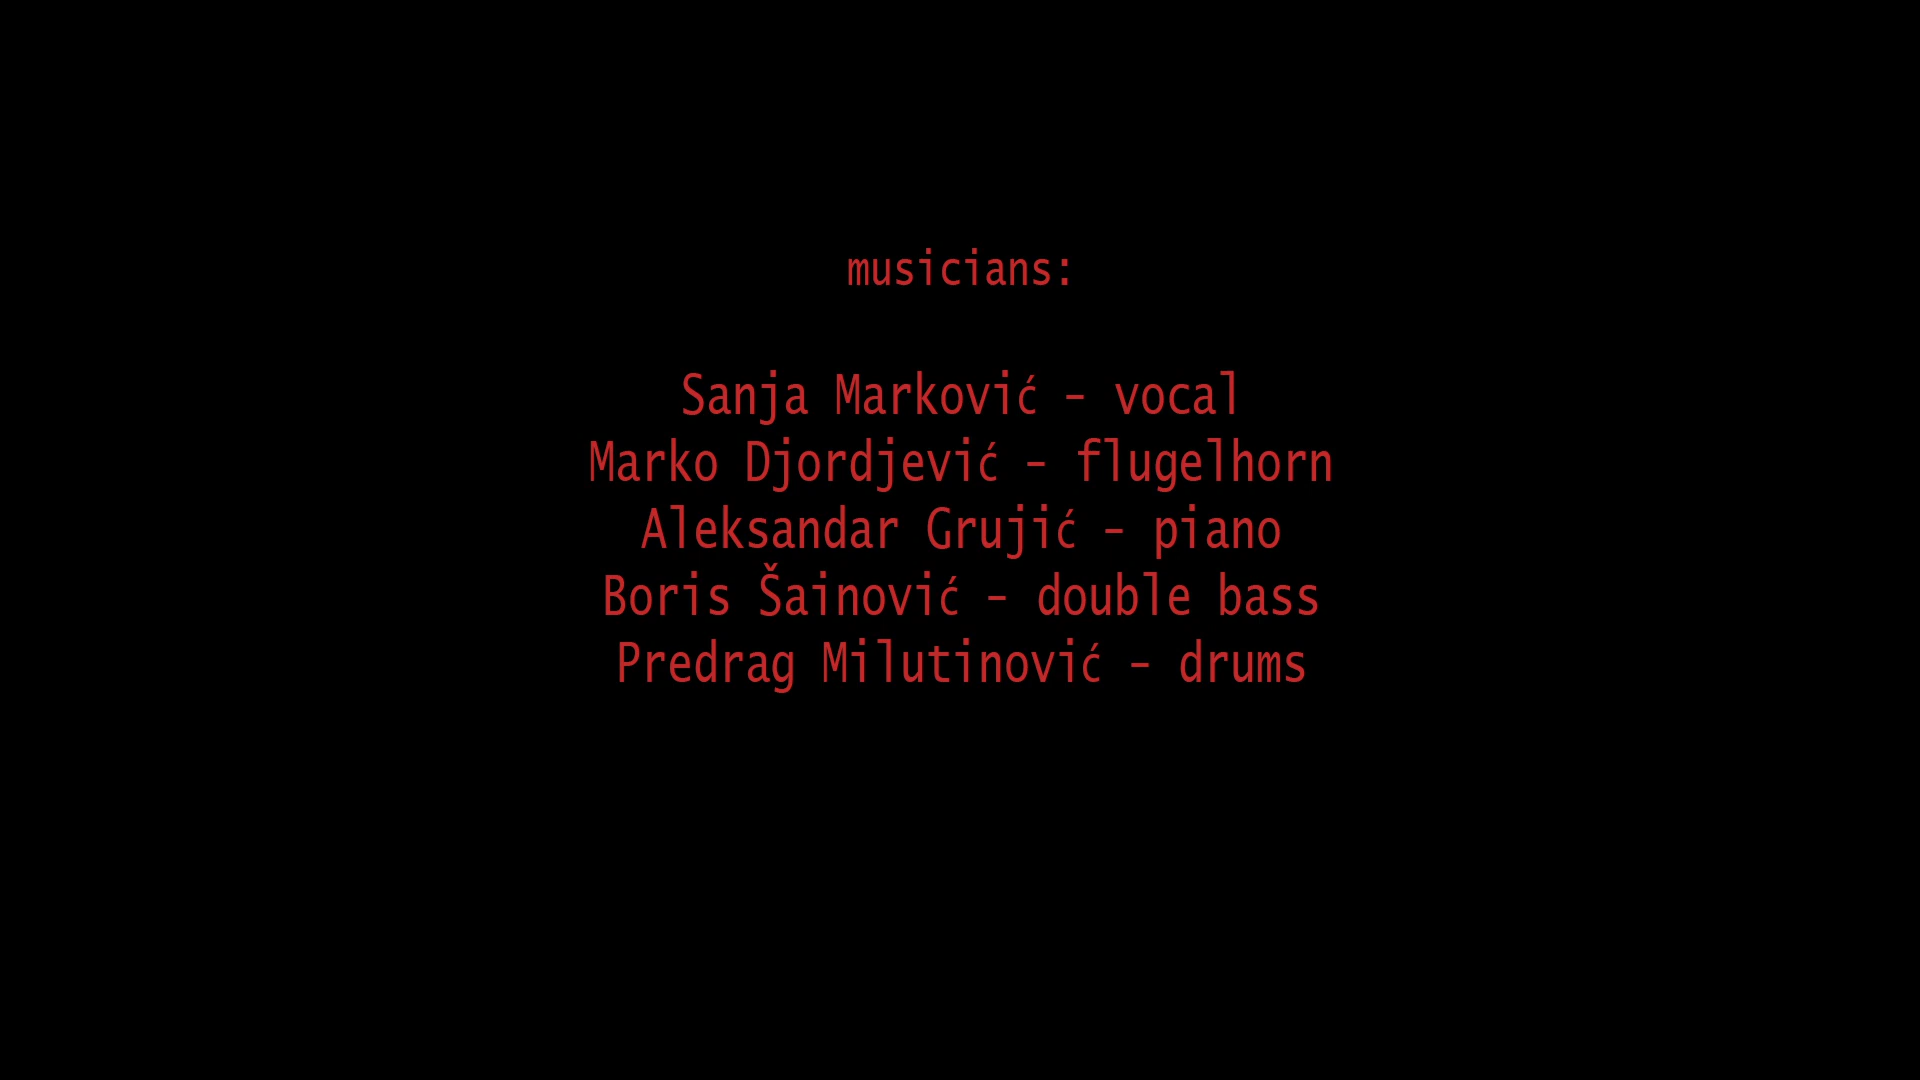 musicians:
Sanja Marković – vocal
Marko Djordjević – flugelhorn
Aleksandar Grujić – piano
Boris Šainović – double bass
Predrag Milutinović – drums